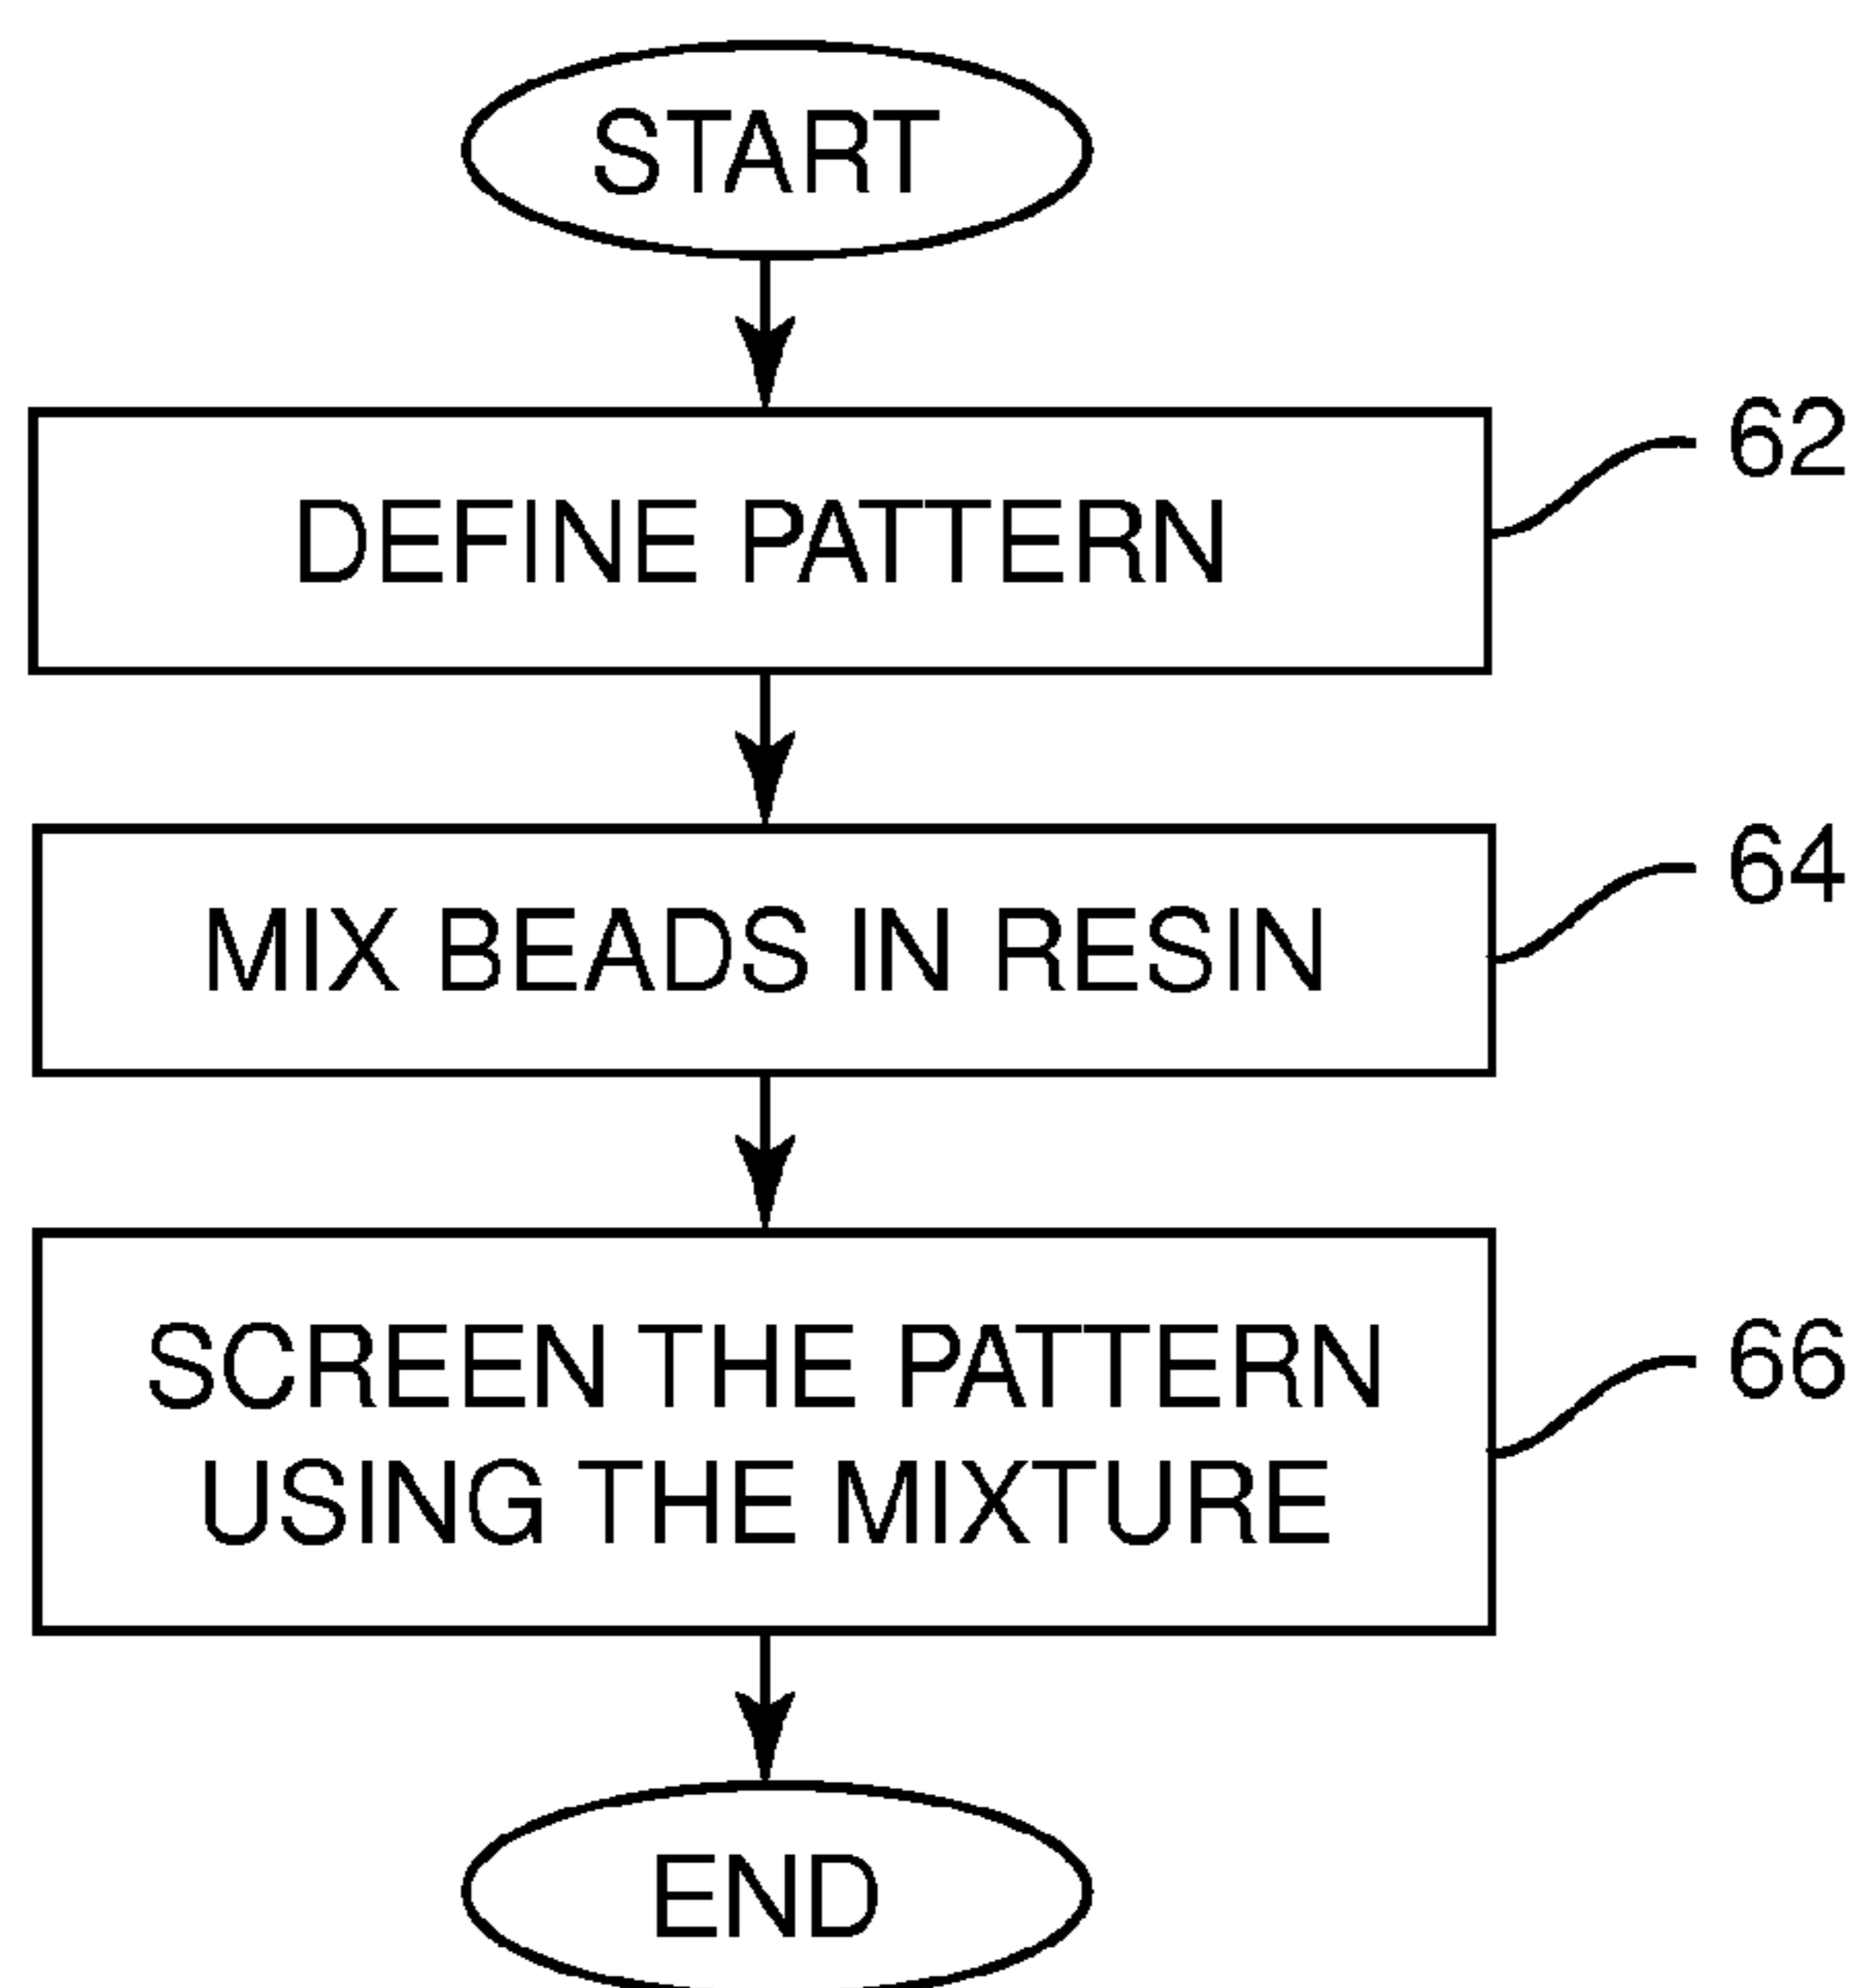 START
DEFINE PATTERN
62
MIX BEADS IN RESIN
64
SCREEN THE PATTERN
USING THE MIXTURE
66
END